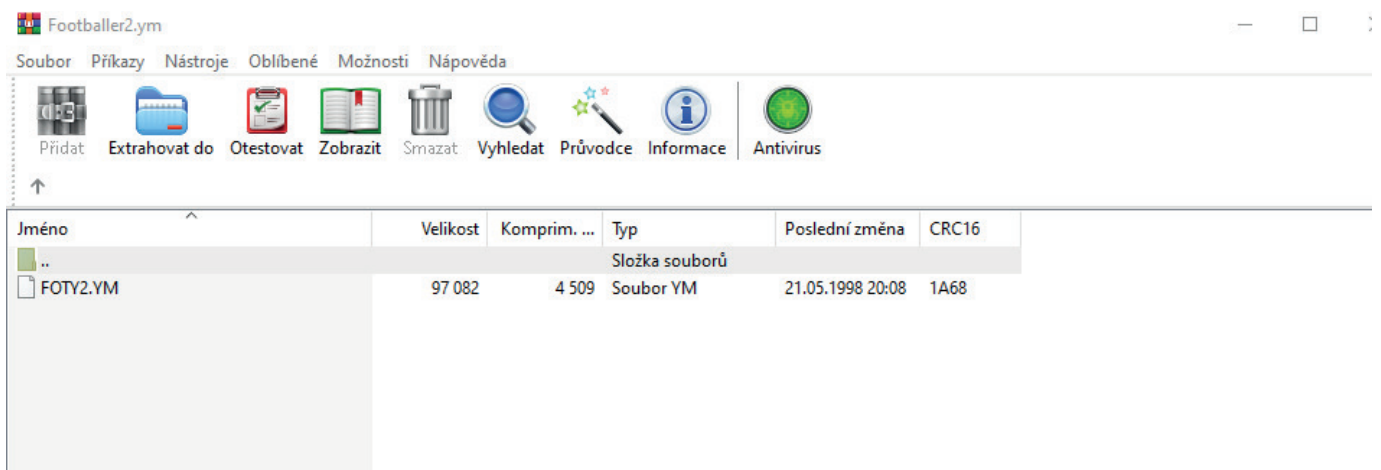 Footballer2.ym
Soubor Příkazy Nástroje Oblíbené Možnosti Nápověda
Přidat Extrahovat do Otestovat Zobrazit Smazat Vyhledat Průvodce Informace Antivirus
Jméno Velikost Komprim. ... Typ Poslední změna CRC16
.. Složka souborů
FOTY2.YM 97 082 4 509 Soubor YM 21.05.1998 20:08 1A68